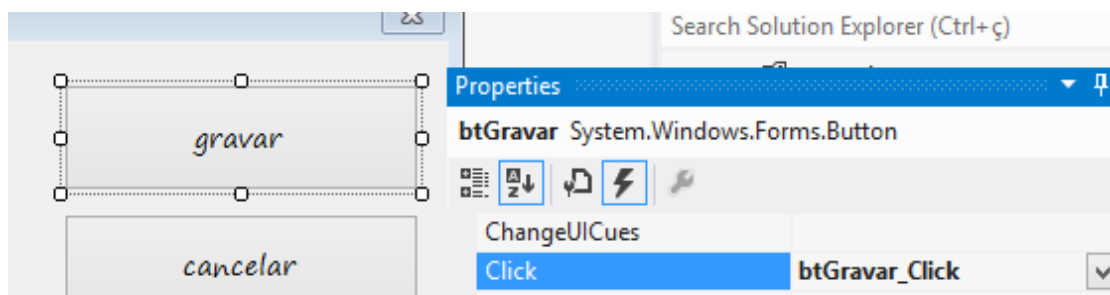 Search Solution Explorer (Ctrl+ç)
Properties
gravar
btGravar System.Windows.Forms.Button
ChangeUICues
cancelar
Click btGravar_Click